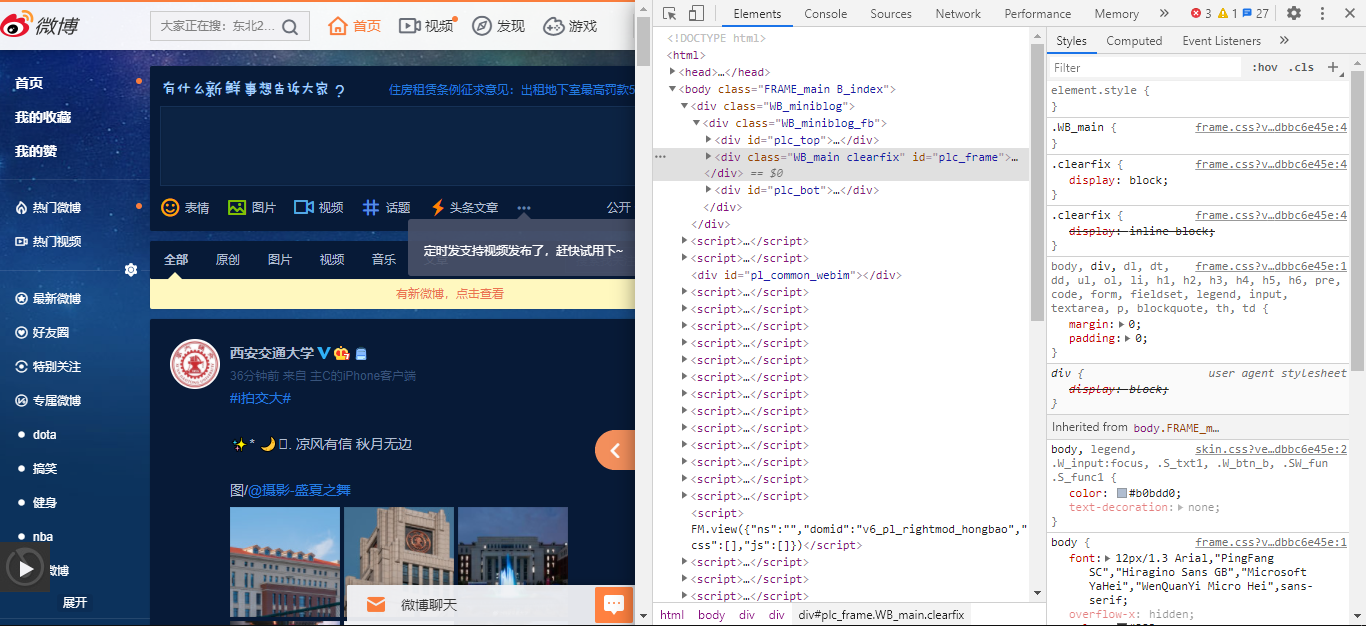 微博
大家正在搜：东北2...
首页
视频
发现
游戏
首页
我的收藏
我的赞
热门微博
热门视频
最新微博
好友圈
特别关注
专属微博
dota
搞笑
健身
nba
微博
展开
有什么新鲜事想告诉大家？
住房租赁条例征求意见：出租地下室最高罚款5
表情
图片
视频
话题
头条文章
公开
定时发支持视频发布了，赶快试用下~
全部
原创
图片
视频
音乐
有新微博，点击查看
西安交通大学
36分钟前 来自 主C的iPhone客户端
#i拍交大#
. 凉风有信 秋月无边
图/@摄影-盛夏之舞
微博聊天
Elements Console Sources Network Performance Memory » 3 1 27
<!DOCTYPE html>
<html>
<head>…</head>
<body class="FRAME_main B_index">
<div class="WB_miniblog">
<div class="WB_miniblog_fb">
<div id="plc_top">…</div>
<div class="WB_main clearfix" id="plc_frame">…
</div> == $0
<div id="plc_bot">…</div>
</div>
</div>
<script>…</script>
<script>…</script>
<div id="pl_common_webim"></div>
<script>…</script>
<script>…</script>
<script>…</script>
<script>…</script>
<script>…</script>
<script>…</script>
<script>…</script>
<script>…</script>
<script>…</script>
<script>…</script>
<script>…</script>
<script>…</script>
<script>…</script>
<script>
FM.view({"ns":"","domid":"v6_pl_rightmod_hongbao","
css":[],"js":[]})</script>
<script>…</script>
<script>…</script>
<script>…</script>
html body div div div#plc_frame.WB_main.clearfix
Styles Computed Event Listeners »
Filter :hov .cls +
element.style {
}
.WB_main { frame.css?v…dbbc6e45e:4
}
.clearfix { frame.css?v…dbbc6e45e:4
display: block;
}
.clearfix { frame.css?v…dbbc6e45e:4
display: inline-block;
}
body, div, dl, dt, frame.css?v…dbbc6e45e:1
dd, ul, ol, li, h1, h2, h3, h4, h5, h6, pre,
code, form, fieldset, legend, input,
textarea, p, blockquote, th, td {
margin: 0;
padding: 0;
}
div { user agent stylesheet
display: block;
}
Inherited from body.FRAME_m…
body, legend, skin.css?ve…dbbc6e45e:2
.W_input:focus, .S_txt1, .W_btn_b, .SW_fun
.S_func1 {
color: #b0bdd0;
text-decoration: none;
}
body { frame.css?v…dbbc6e45e:1
font: 12px/1.3 Arial,"PingFang
SC","Hiragino Sans GB","Microsoft
YaHei","WenQuanYi Micro Hei",sans-
serif;
overflow-x: hidden;